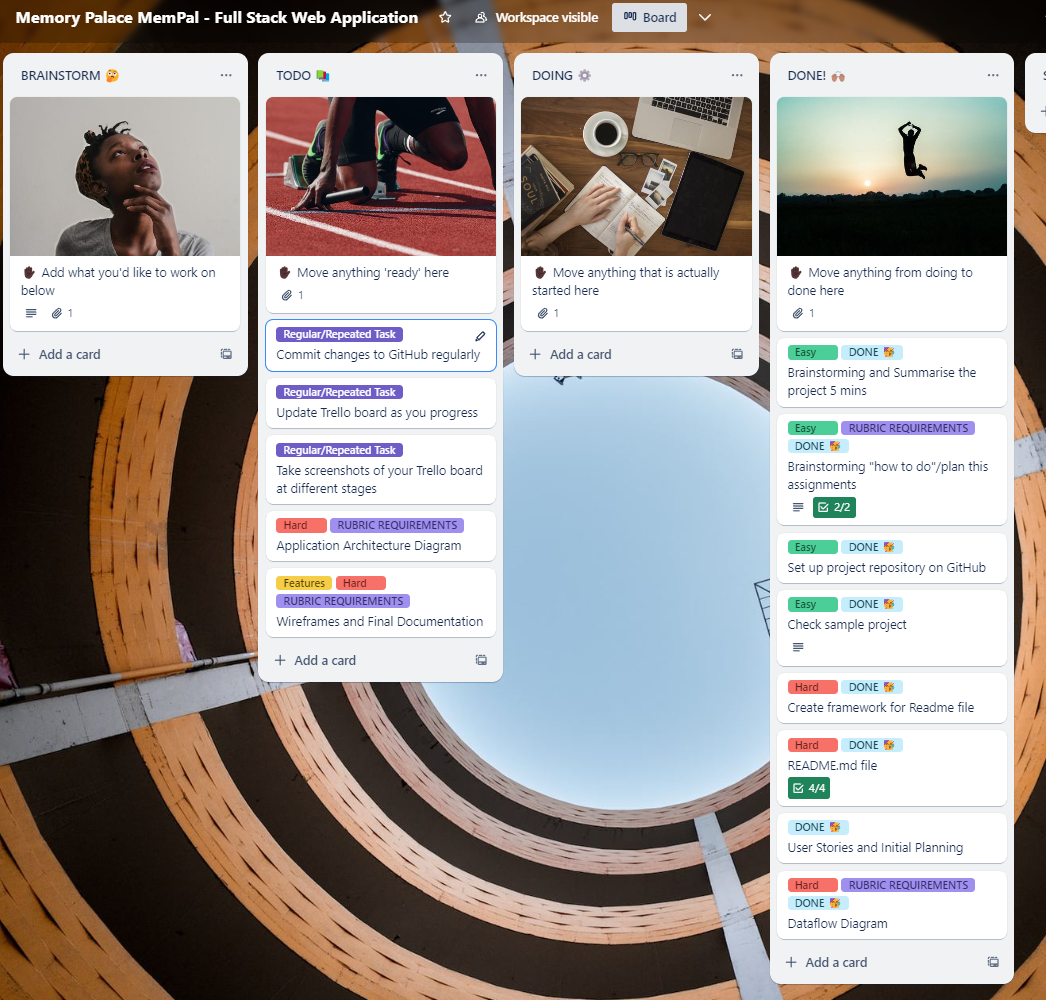 Memory Palace MemPal - Full Stack Web Application
Workspace visible
Board
BRAINSTORM 🤔
Add what you'd like to work on
below
1
Add a card
TODO
Move anything 'ready' here
1
Regular/Repeated Task
Commit changes to GitHub regularly
Regular/Repeated Task
Update Trello board as you progress
Regular/Repeated Task
Take screenshots of your Trello board
at different stages
Hard RUBRIC REQUIREMENTS
Application Architecture Diagram
Features Hard
RUBRIC REQUIREMENTS
Wireframes and Final Documentation
Add a card
DOING ⚙️
SOUL
Move anything that is actually
started here
1
Add a card
DONE! 🙌🏽
Move anything from doing to
done here
1
Easy DONE
Brainstorming and Summarise the
project 5 mins
Easy RUBRIC REQUIREMENTS
DONE
Brainstorming "how to do"/plan this
assignments
2/2
Easy DONE
Set up project repository on GitHub
Easy DONE
Check sample project
Hard DONE
Create framework for Readme file
Hard DONE
README.md file
4/4
DONE
User Stories and Initial Planning
Hard RUBRIC REQUIREMENTS
DONE
Dataflow Diagram
Add a card